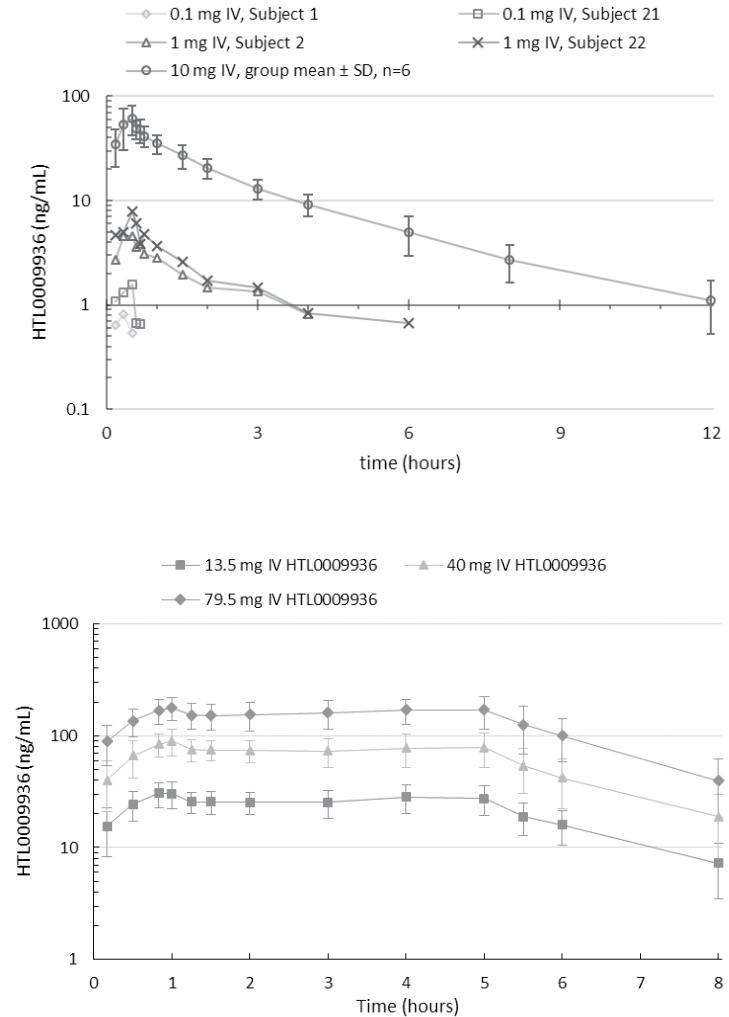 0.1 mg IV, Subject 1 0.1 mg IV, Subject 21
1 mg IV, Subject 2 1 mg IV, Subject 22
10 mg IV, group mean ± SD, n=6
100
10
1
0.1
HTL0009936 (ng/mL)
0 3 6 9 12
time (hours)
13.5 mg IV HTL0009936 40 mg IV HTL0009936
79.5 mg IV HTL0009936
1000
100
10
1
HTL0009936 (ng/mL)
0 1 2 3 4 5 6 7 8
Time (hours)